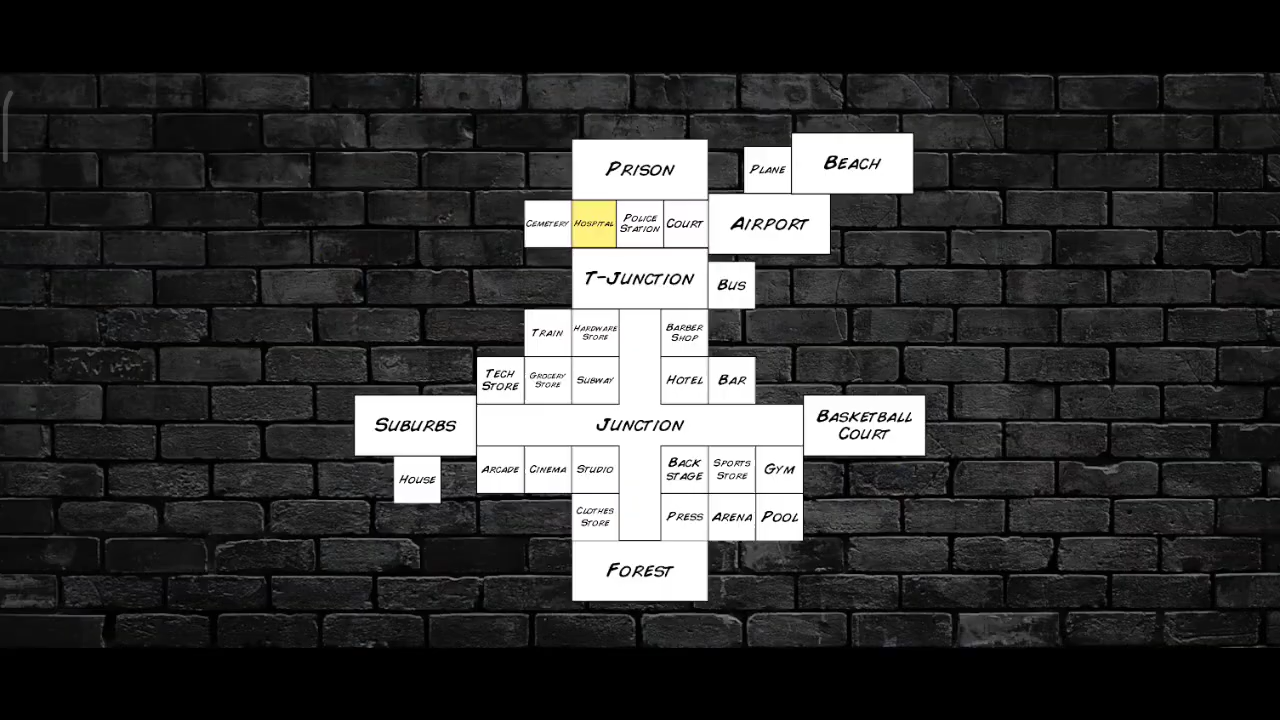 PRISON
PLANE
BEACH
CEMETERY
HOSPITAL
POLICE
STATION
COURT
AIRPORT
T-JUNCTION
BUS
TRAIN
HARDWARE
STORE
BARBER
SHOP
TECH
STORE
GROCERY
STORE
SUBWAY
HOTEL
BAR
SUBURBS
JUNCTION
BASKETBALL
COURT
HOUSE
ARCADE
CINEMA
STUDIO
BACK
STAGE
SPORTS
STORE
GYM
CLOTHES
STORE
PRESS
ARENA
POOL
FOREST